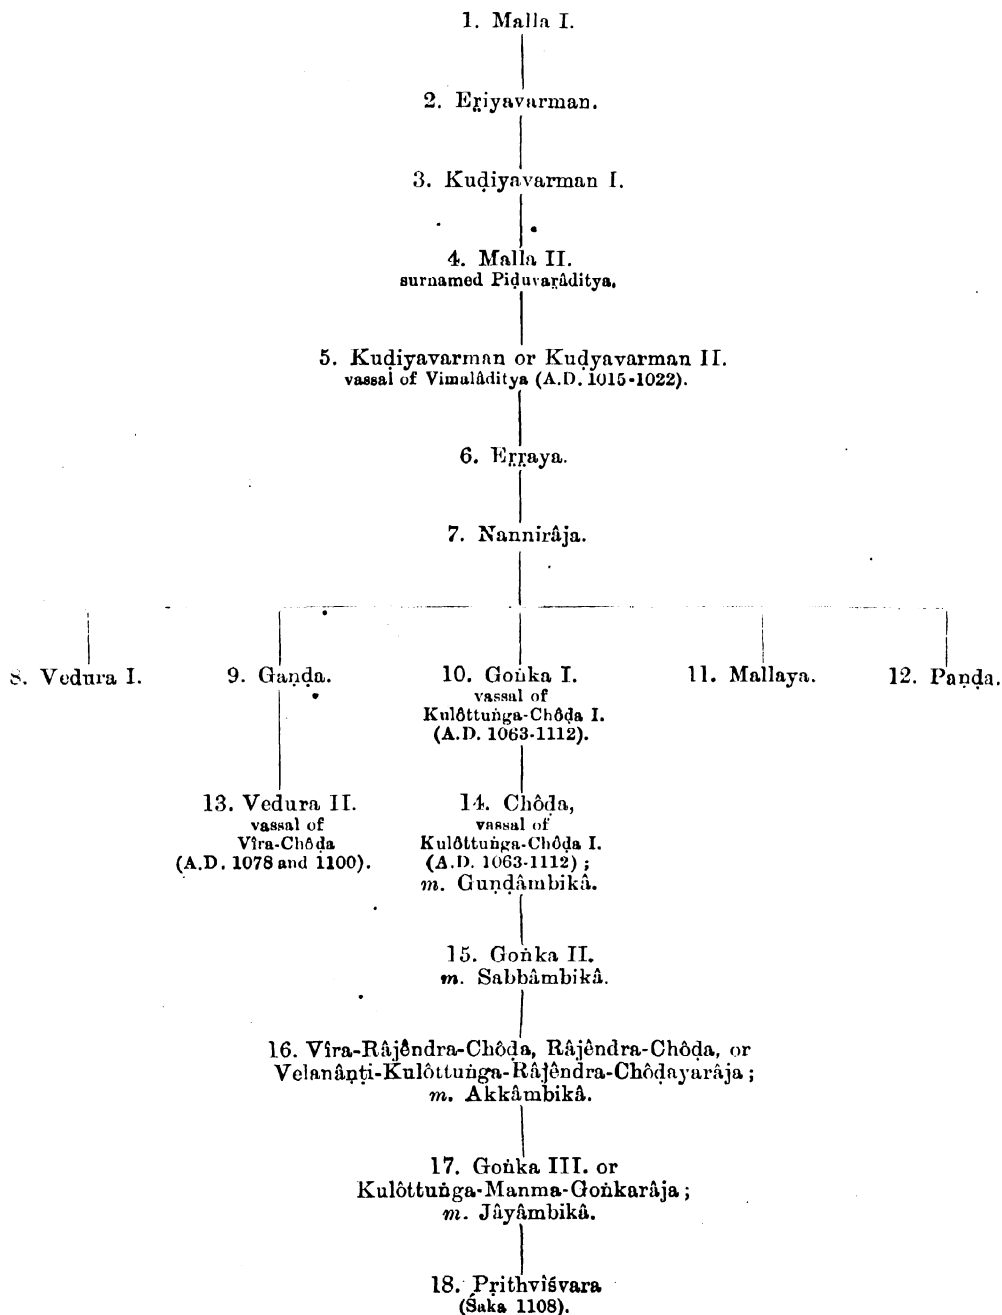 1. Malla I.
2. Eṟiyavarman.
3. Kuḍiyavarman I.
4. Malla II.
surnamed Piḍuvaṟâditya.
5. Kuḍiyavarman or Kuḍyavarman II.
vassal of Vimalâditya (A.D. 1015-1022).
6. Eṟṟaya.
7. Nannirâja.
8. Vedura I. 9. Gaṇḍa. 10. Goṅka I. 11. Mallaya. 12. Paṇḍa.
vassal of
Kulôttuṅga-Chôḍa I.
(A.D. 1063-1112).
13. Vedura II. 14. Chôḍa,
vassal of vassal of
Vîra-Chôḍa Kulôttuṅga-Chôḍa I.
(A.D. 1078 and 1100). (A.D. 1063-1112) ;
m. Guṇḍâmbikâ.
15. Goṅka II.
m. Sabbâmbikâ.
16. Vîra-Râjêndra-Chôḍa, Râjêndra-Chôḍa, or
Velanâṇṭi-Kulôttuṅga-Râjêndra-Chôḍayarâja ;
m. Akkâmbikâ.
17. Goṅka III. or
Kulôttuṅga-Manma-Goṅkarâja ;
m. Jâyâmbikâ.
18. Pṛithvîśvara
(Śaka 1108).